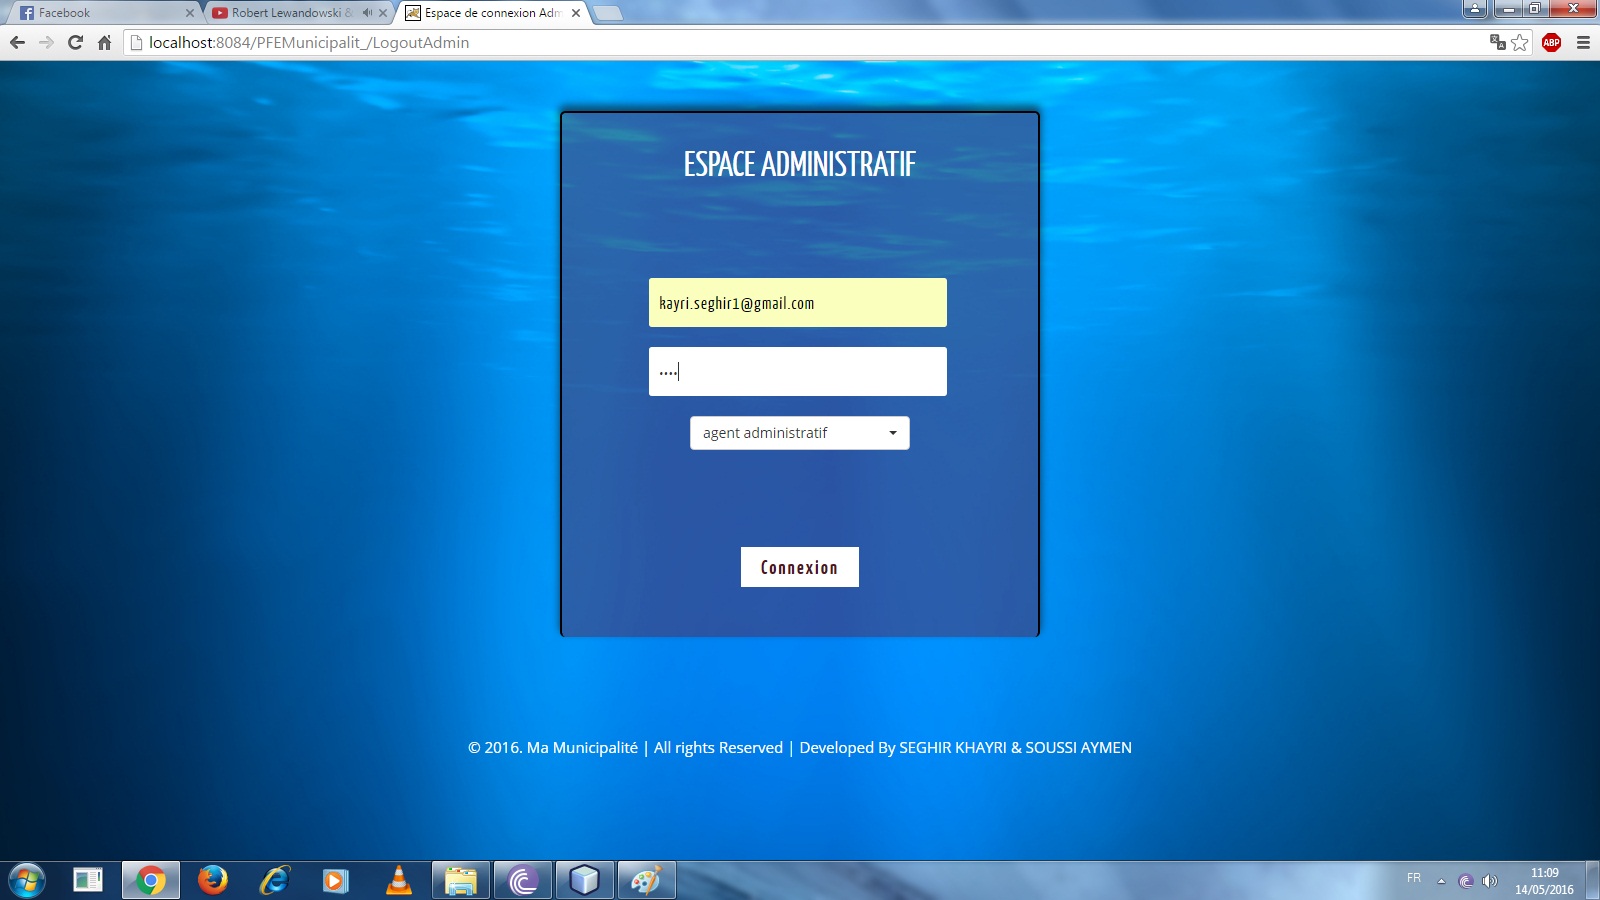 Facebook
Robert Lewandowski &
Espace de connexion Adm
localhost:8084/PFEMunicipalit_/LogoutAdmin
ABP
ESPACE ADMINISTRATIF
kayri.seghir1@gmail.com
••••
agent administratif
Connexion
© 2016. Ma Municipalité | All rights Reserved | Developed By SEGHIR KHAYRI & SOUSSI AYMEN
FR
11:09
14/05/2016